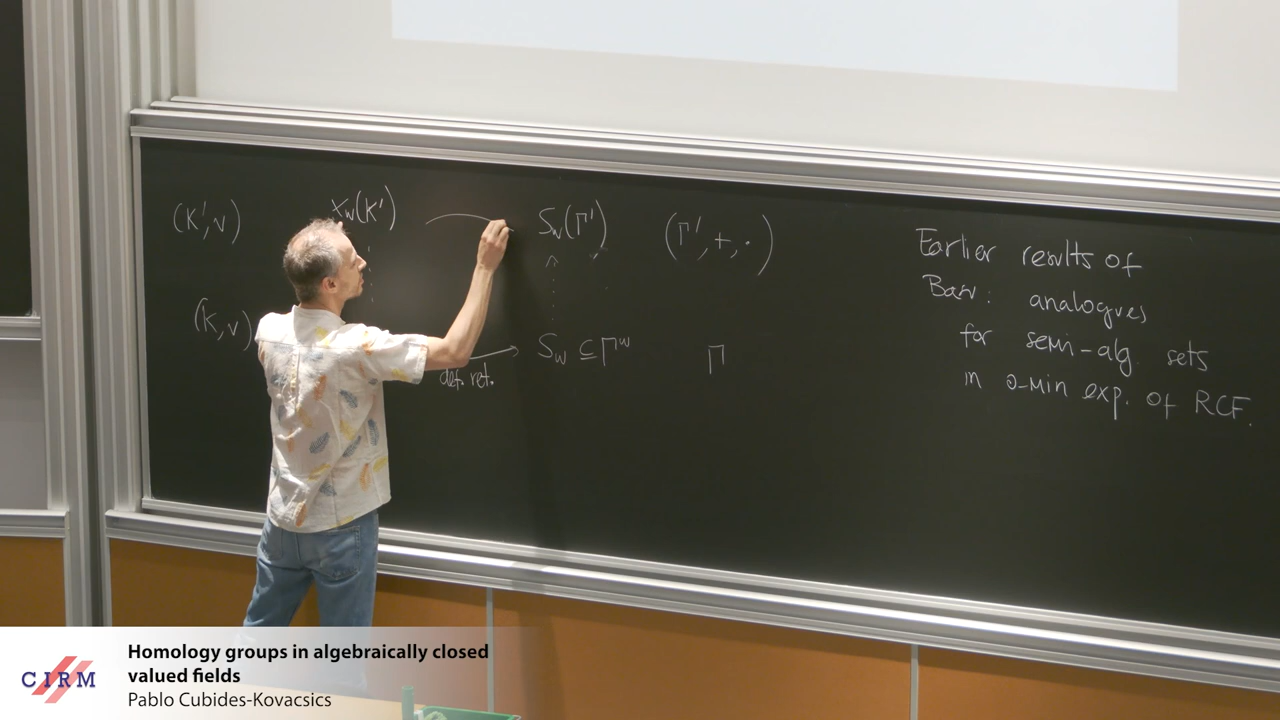 (K',v) X_w(K') S_w(Γ') (Γ',+,·)
(K,v) S_w ⊆ Γ^w Γ
def. ret.
Earlier results of
Bar: analogues
for semi-alg. sets
in o-min exp. of RCF.
CIRM
Homology groups in algebraically closed
valued fields
Pablo Cubides-Kovacsics